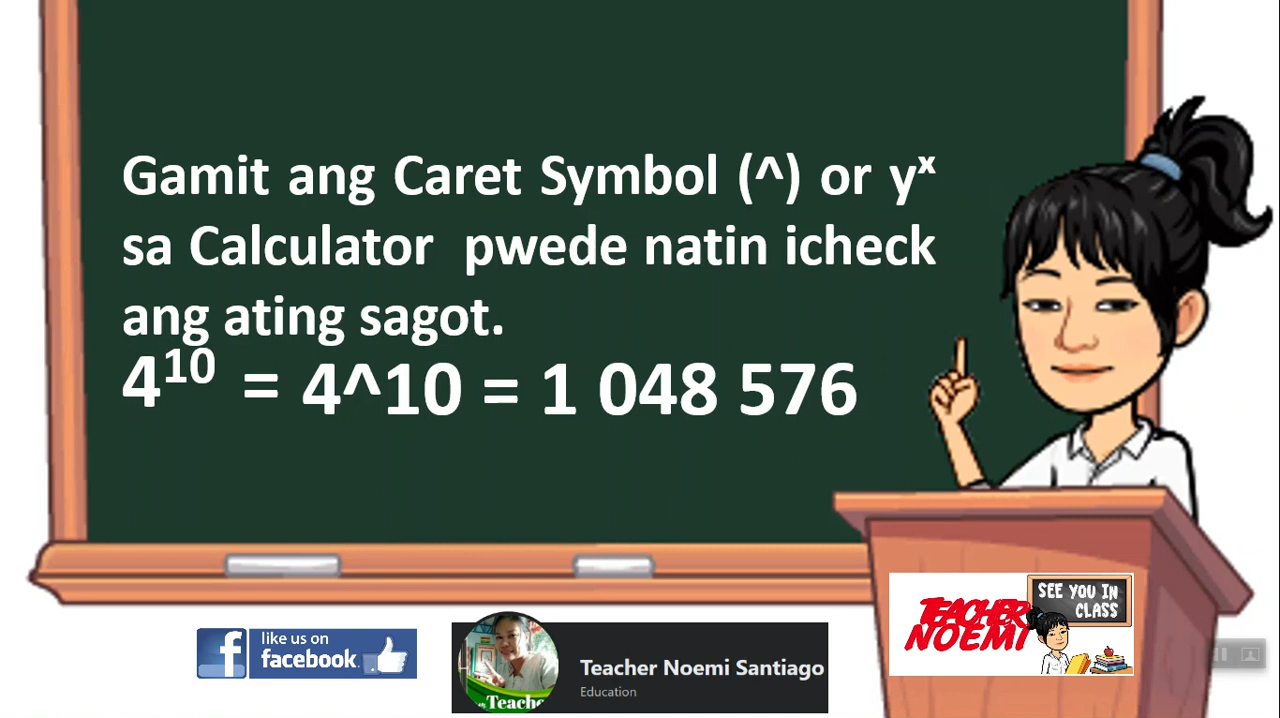 Gamit ang Caret Symbol (^) or yˣ
sa Calculator pwede natin icheck
ang ating sagot.
4¹⁰ = 4^10 = 1 048 576
SEE YOU IN
CLASS
TEACHER
NOEMI
like us on
facebook
Teacher Noemi Santiago
Education